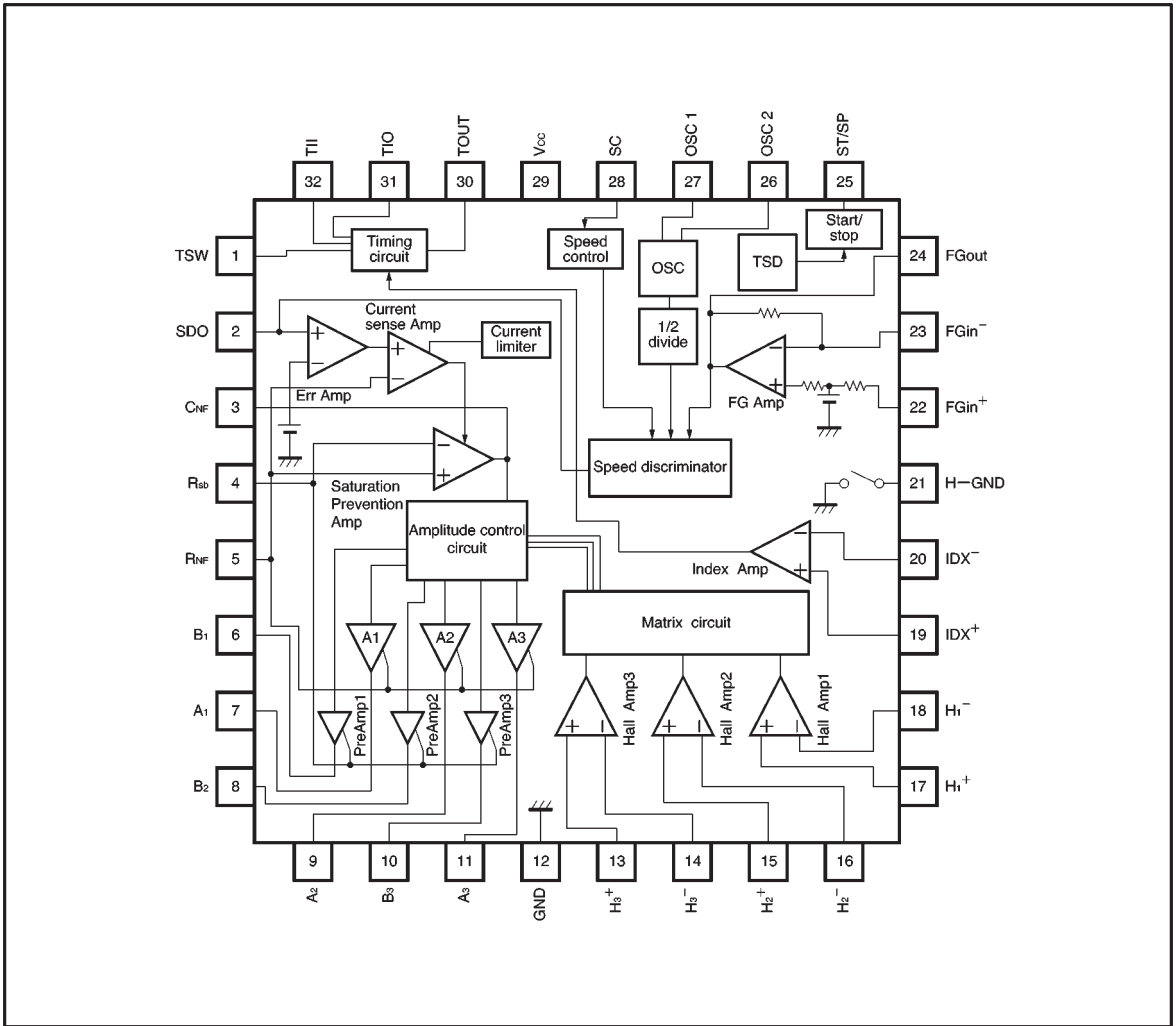 TII
TIO
TOUT
VCC
SC
OSC 1
OSC 2
ST/SP
32
31
30
29
28
27
26
25
TSW
1
Timing
circuit
Speed
control
OSC
TSD
Start/
stop
24
FGout
SDO
2
Current
sense Amp
Current
limiter
1/2
divide
23
FGin−
+
−
+
−
Err Amp
−
+
FG Amp
CNF
3
22
FGin+
Rsb
4
−
+
Saturation
Prevention
Amp
Speed discriminator
21
H−GND
RNF
5
Amplitude control
circuit
−
+
Index Amp
20
IDX−
B1
6
A1
A2
A3
Matrix circuit
19
IDX+
A1
7
PreAmp1
PreAmp2
PreAmp3
+
−
Hall Amp3
+
−
Hall Amp2
+
−
Hall Amp1
18
H1−
B2
8
17
H1+
9
10
11
12
13
14
15
16
A2
B3
A3
GND
H3+
H3−
H2+
H2−